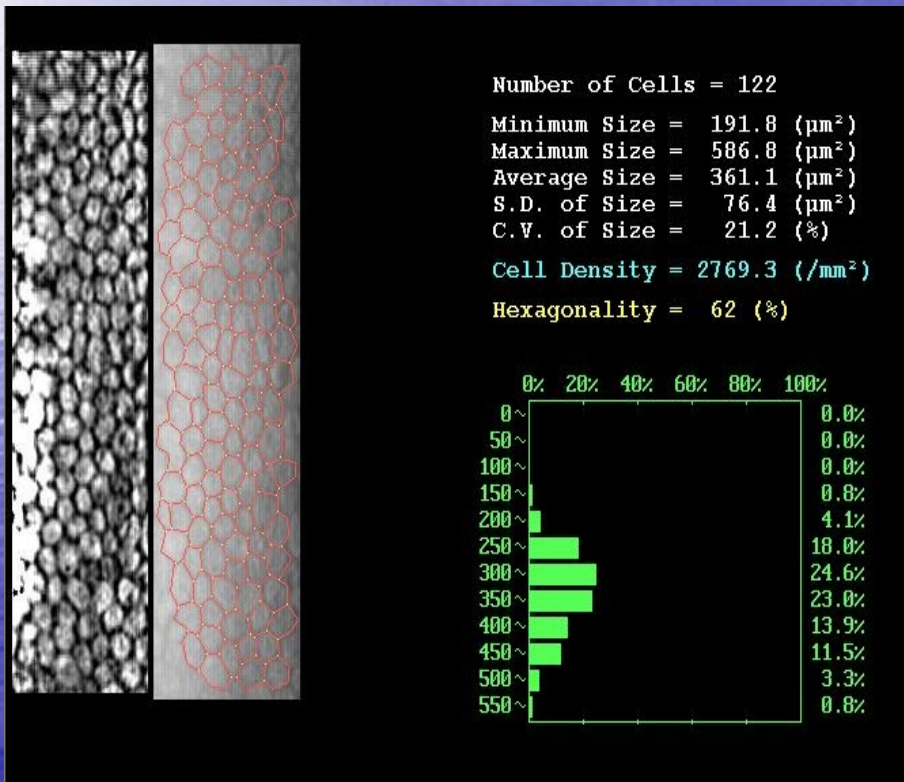 Number of Cells = 122
Minimum Size = 191.8 (µm²)
Maximum Size = 586.8 (µm²)
Average Size = 361.1 (µm²)
S.D. of Size = 76.4 (µm²)
C.V. of Size = 21.2 (%)
Cell Density = 2769.3 (/mm²)
Hexagonality = 62 (%)
0% 20% 40% 60% 80% 100%
0~ 0.0%
50~ 0.0%
100~ 0.0%
150~ 0.8%
200~ 4.1%
250~ 18.0%
300~ 24.6%
350~ 23.0%
400~ 13.9%
450~ 11.5%
500~ 3.3%
550~ 0.8%